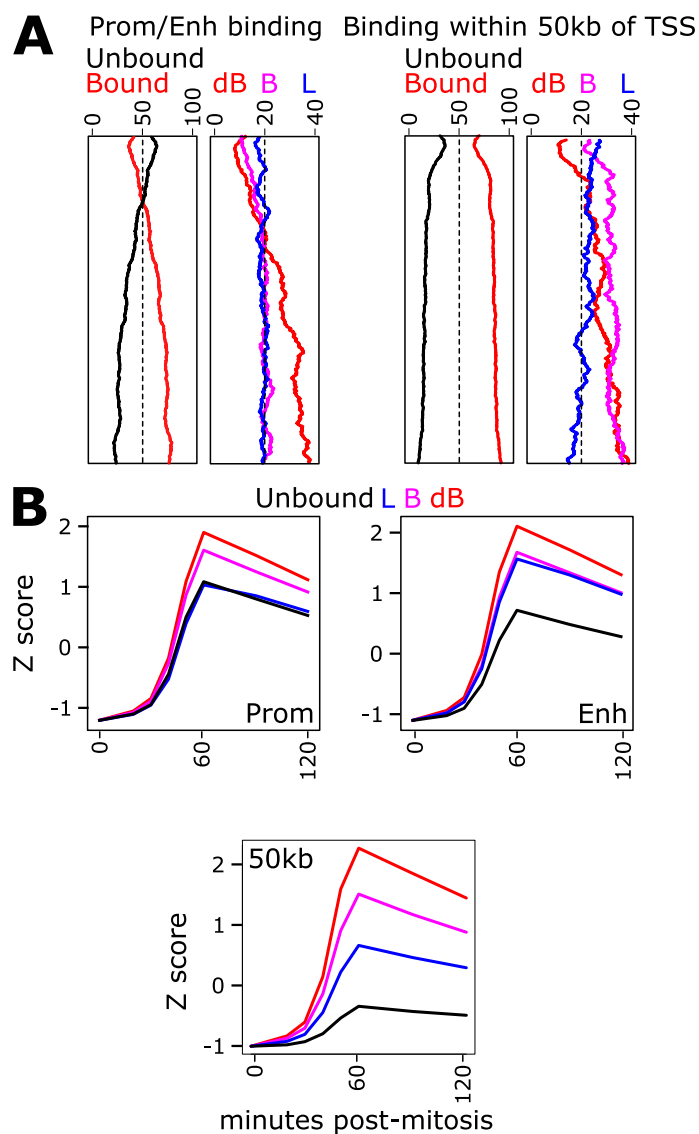 A
Prom/Enh binding Binding within 50kb of TSS
Unbound Unbound
Bound dB B L Bound dB B L
0 50 100 0 20 40 0 50 100 0 20 40
B
Unbound L B dB
2 2
1 1
0 0
-1 -1
Z score Z score
Prom Enh
0 60 120 0 60 120
50kb
2
1
0
-1
Z score
0 60 120
minutes post-mitosis